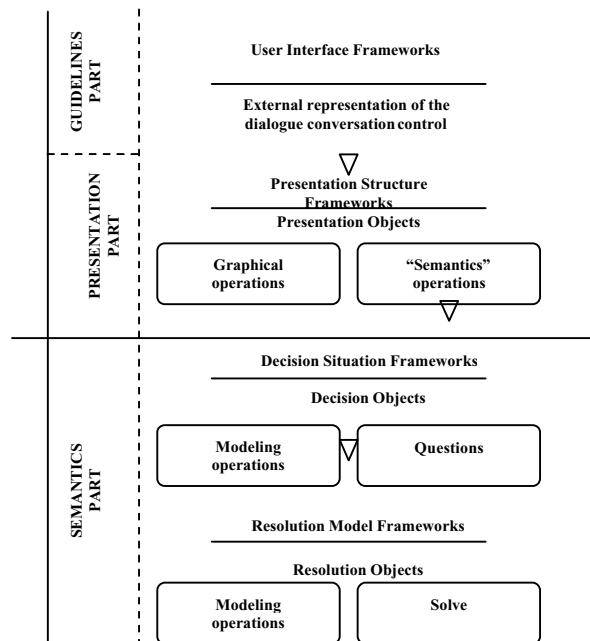 GUIDELINES
PART
User Interface Frameworks
External representation of the
dialogue conversation control
PRESENTATION
PART
Presentation Structure
Frameworks
Presentation Objects
Graphical
operations
“Semantics”
operations
SEMANTICS
PART
Decision Situation Frameworks
Decision Objects
Modeling
operations
Questions
Resolution Model Frameworks
Resolution Objects
Modeling
operations
Solve